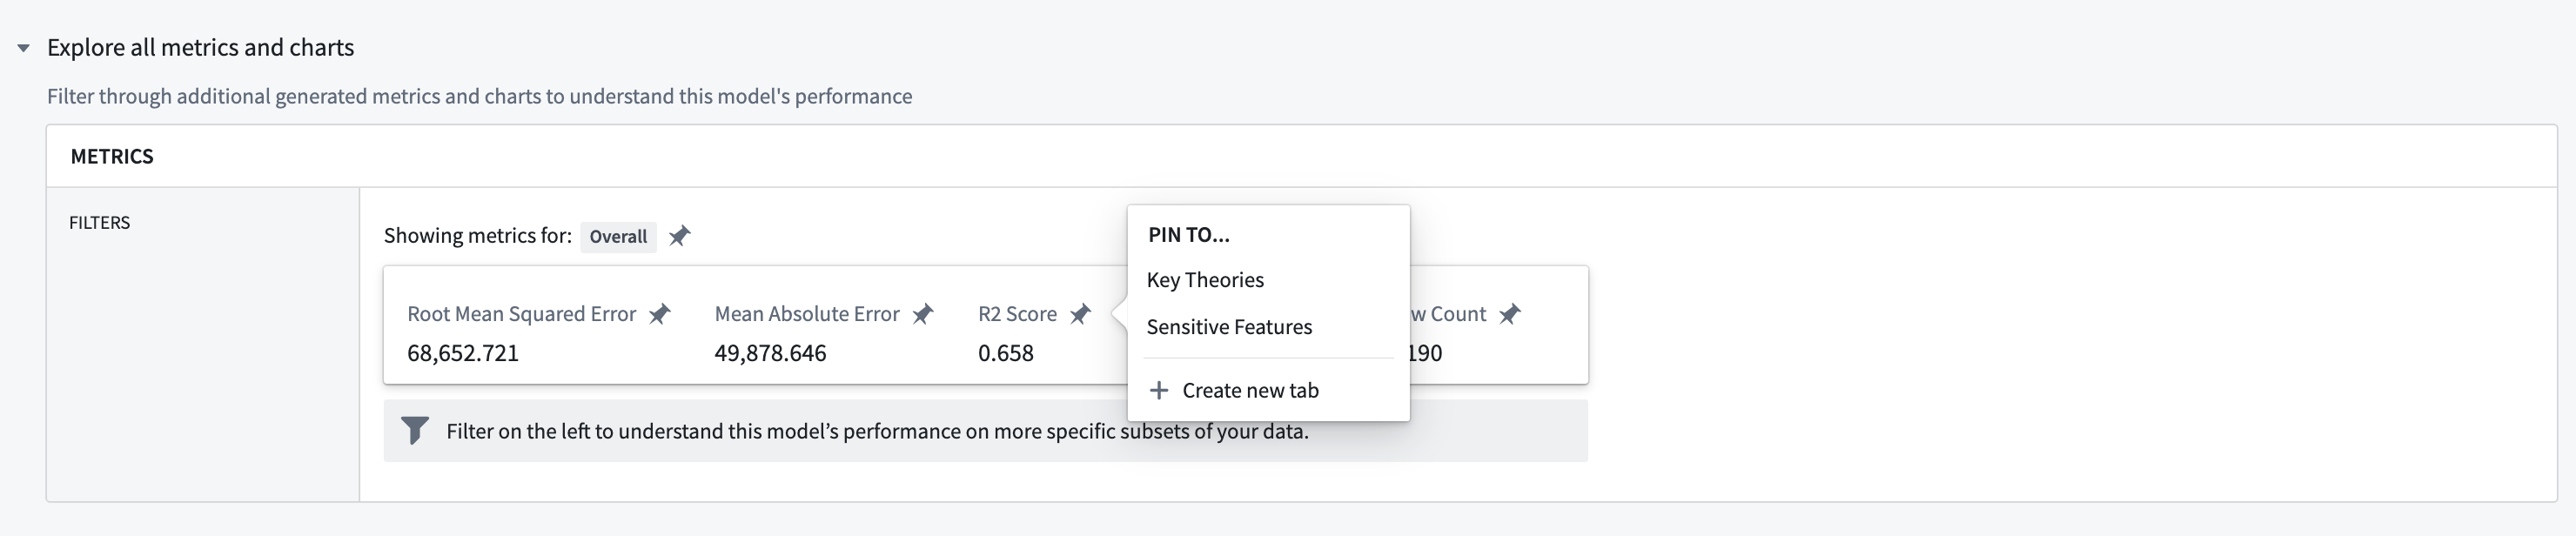 Explore all metrics and charts
Filter through additional generated metrics and charts to understand this model's performance
METRICS
FILTERS
Showing metrics for: Overall
PIN TO...
Key Theories
Sensitive Features
Create new tab
Root Mean Squared Error Mean Absolute Error R2 Score Count
68,652.721 49,878.646 0.658 190
Filter on the left to understand this model’s performance on more specific subsets of your data.